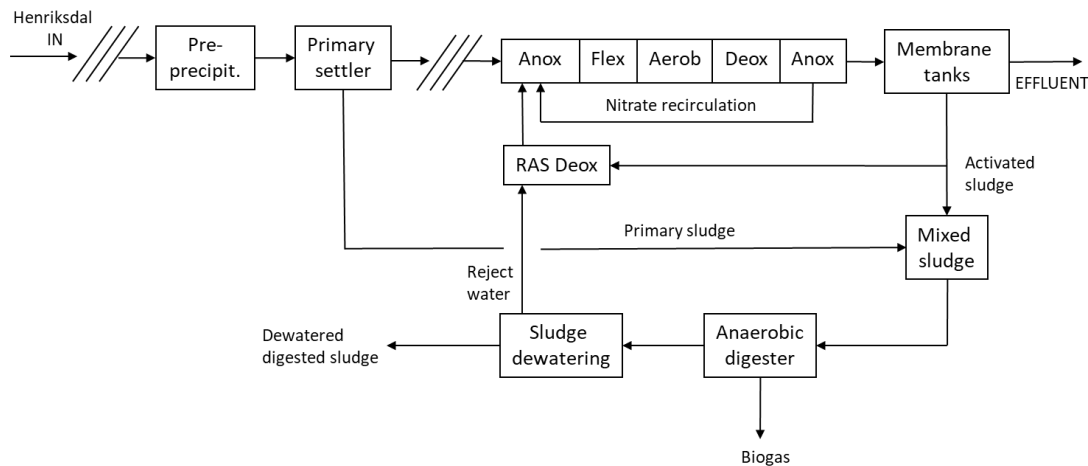 Henriksdal
IN
Pre-
precipit.
Primary
settler
Anox
Flex
Aerob
Deox
Anox
Membrane
tanks
EFFLUENT
Nitrate recirculation
RAS Deox
Activated
sludge
Primary sludge
Mixed
sludge
Reject
water
Dewatered
digested sludge
Sludge
dewatering
Anaerobic
digester
Biogas